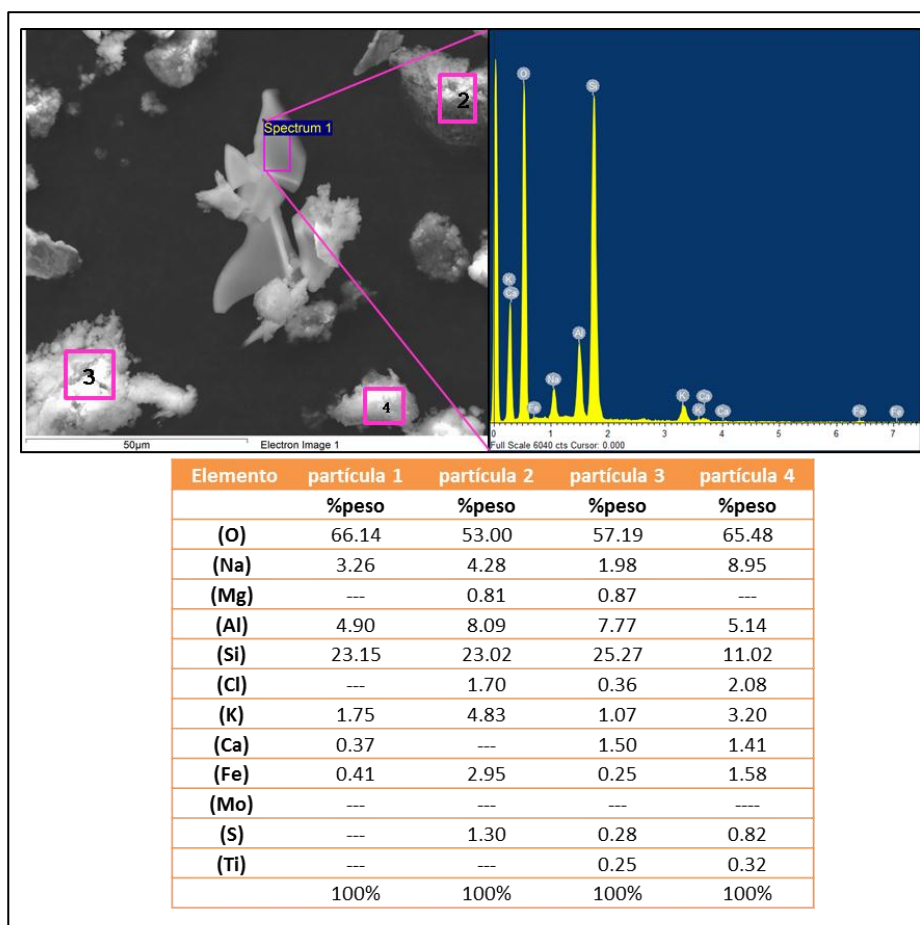 2
Spectrum 1
3
4
50µm Electron Image 1
O
Si
K
Ca
Al
Na
Fe
K
Ca
K
Ca
Fe
Fe
0 1 2 3 4 5 6 7
Full Scale 6040 cts Cursor: 0.000
Elemento partícula 1 partícula 2 partícula 3 partícula 4
%peso %peso %peso %peso
(O) 66.14 53.00 57.19 65.48
(Na) 3.26 4.28 1.98 8.95
(Mg) --- 0.81 0.87 ---
(Al) 4.90 8.09 7.77 5.14
(Si) 23.15 23.02 25.27 11.02
(Cl) --- 1.70 0.36 2.08
(K) 1.75 4.83 1.07 3.20
(Ca) 0.37 --- 1.50 1.41
(Fe) 0.41 2.95 0.25 1.58
(Mo) --- --- --- ----
(S) --- 1.30 0.28 0.82
(Ti) --- --- 0.25 0.32
100% 100% 100% 100%